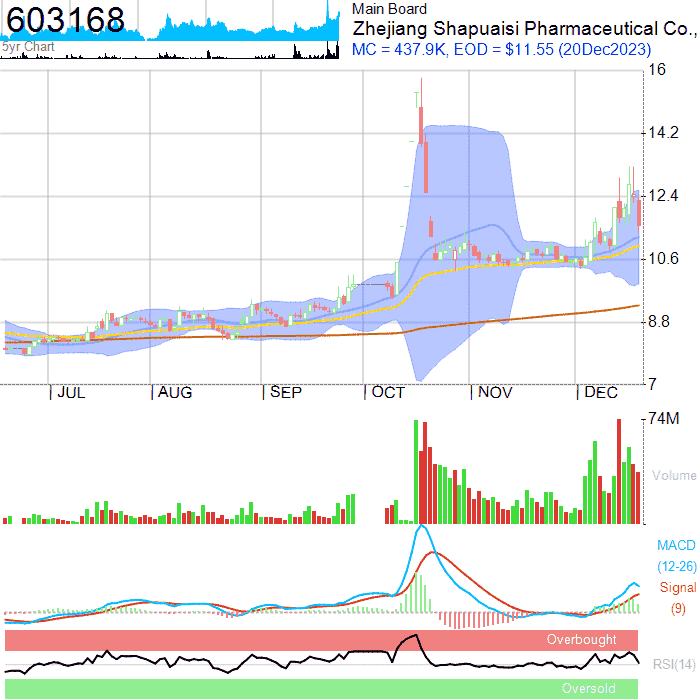 603168
5yr Chart
Main Board
Zhejiang Shapuaisi Pharmaceutical Co.,
MC = 437.9K, EOD = $11.55 (20Dec2023)
16
14.2
12.4
10.6
8.8
7
JUL AUG SEP OCT NOV DEC
74M
Volume
MACD
(12-26)
Signal
(9)
Overbought
RSI(14)
Oversold